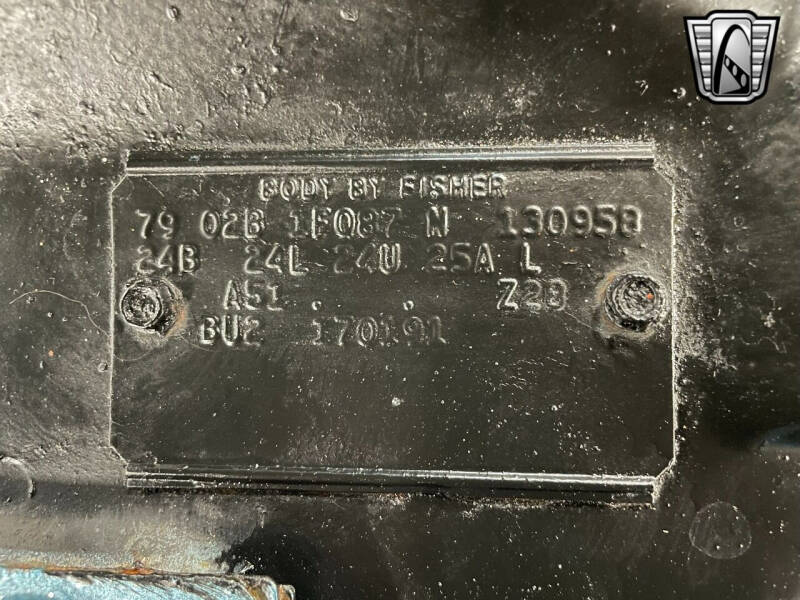 BODY BY FISHER
79 02B 1FQ87 N 130958
24B 24L 24U 25A L
A51 . . Z28
BU2 170191